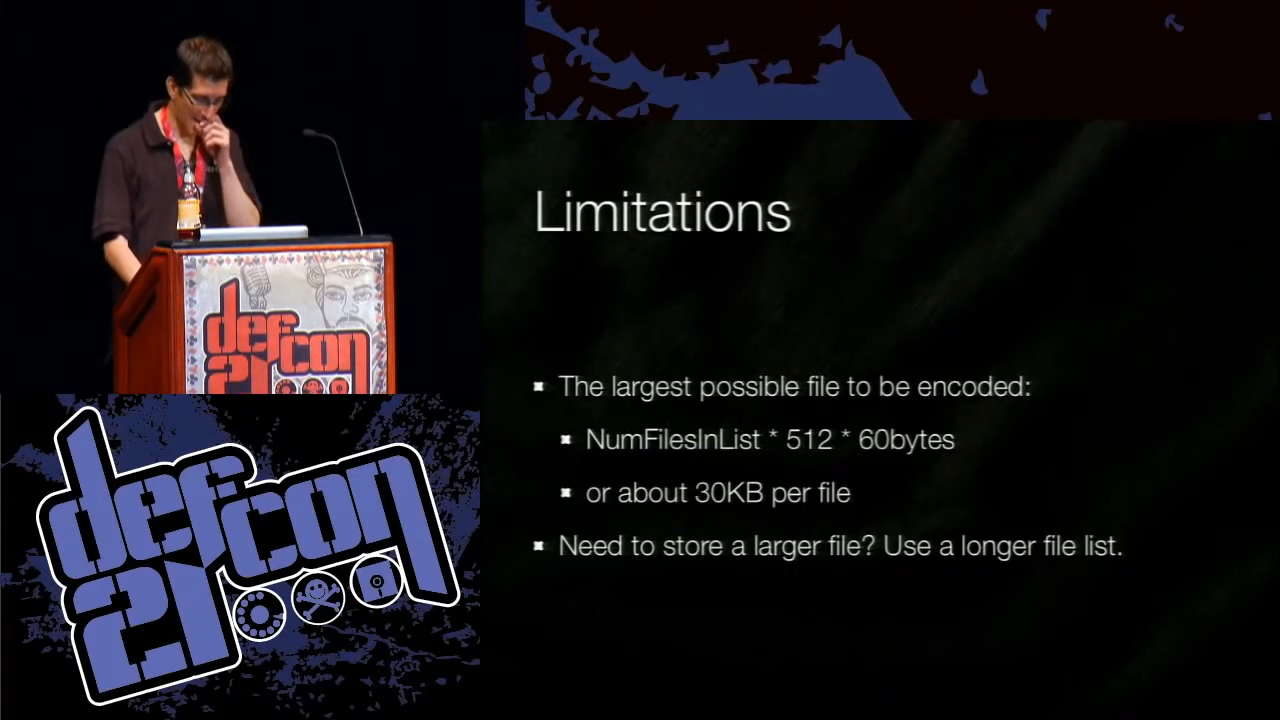 Limitations
The largest possible file to be encoded:
NumFilesInList * 512 * 60bytes
or about 30KB per file
Need to store a larger file? Use a longer file list.
defcon
21
defcon
21